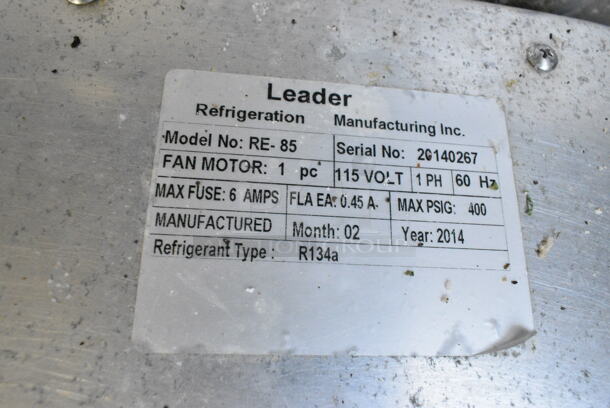 Leader
Refrigeration Manufacturing Inc.
Model No: RE- 85 Serial No: 20140267
FAN MOTOR: 1 pc 115 VOLT 1 PH 60 Hz
MAX FUSE: 6 AMPS FLA EA: 0.45 A. MAX PSIG: 400
MANUFACTURED Month: 02 Year: 2014
Refrigerant Type : R134a